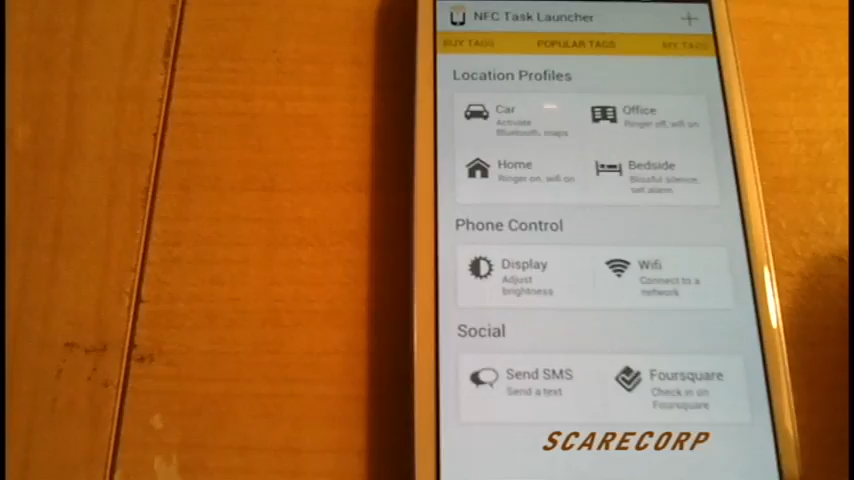 NFC Task Launcher
BUY TAGS POPULAR TAGS MY TAGS
Location Profiles
Car
Activate
Bluetooth, maps
Office
Ringer off, wifi on
Home
Ringer on, wifi on
Bedside
Blissful silence,
set alarm
Phone Control
Display
Adjust
brightness
Wifi
Connect to a
network
Social
Send SMS
Send a text
Foursquare
Check in on
Foursquare
SCARECORP